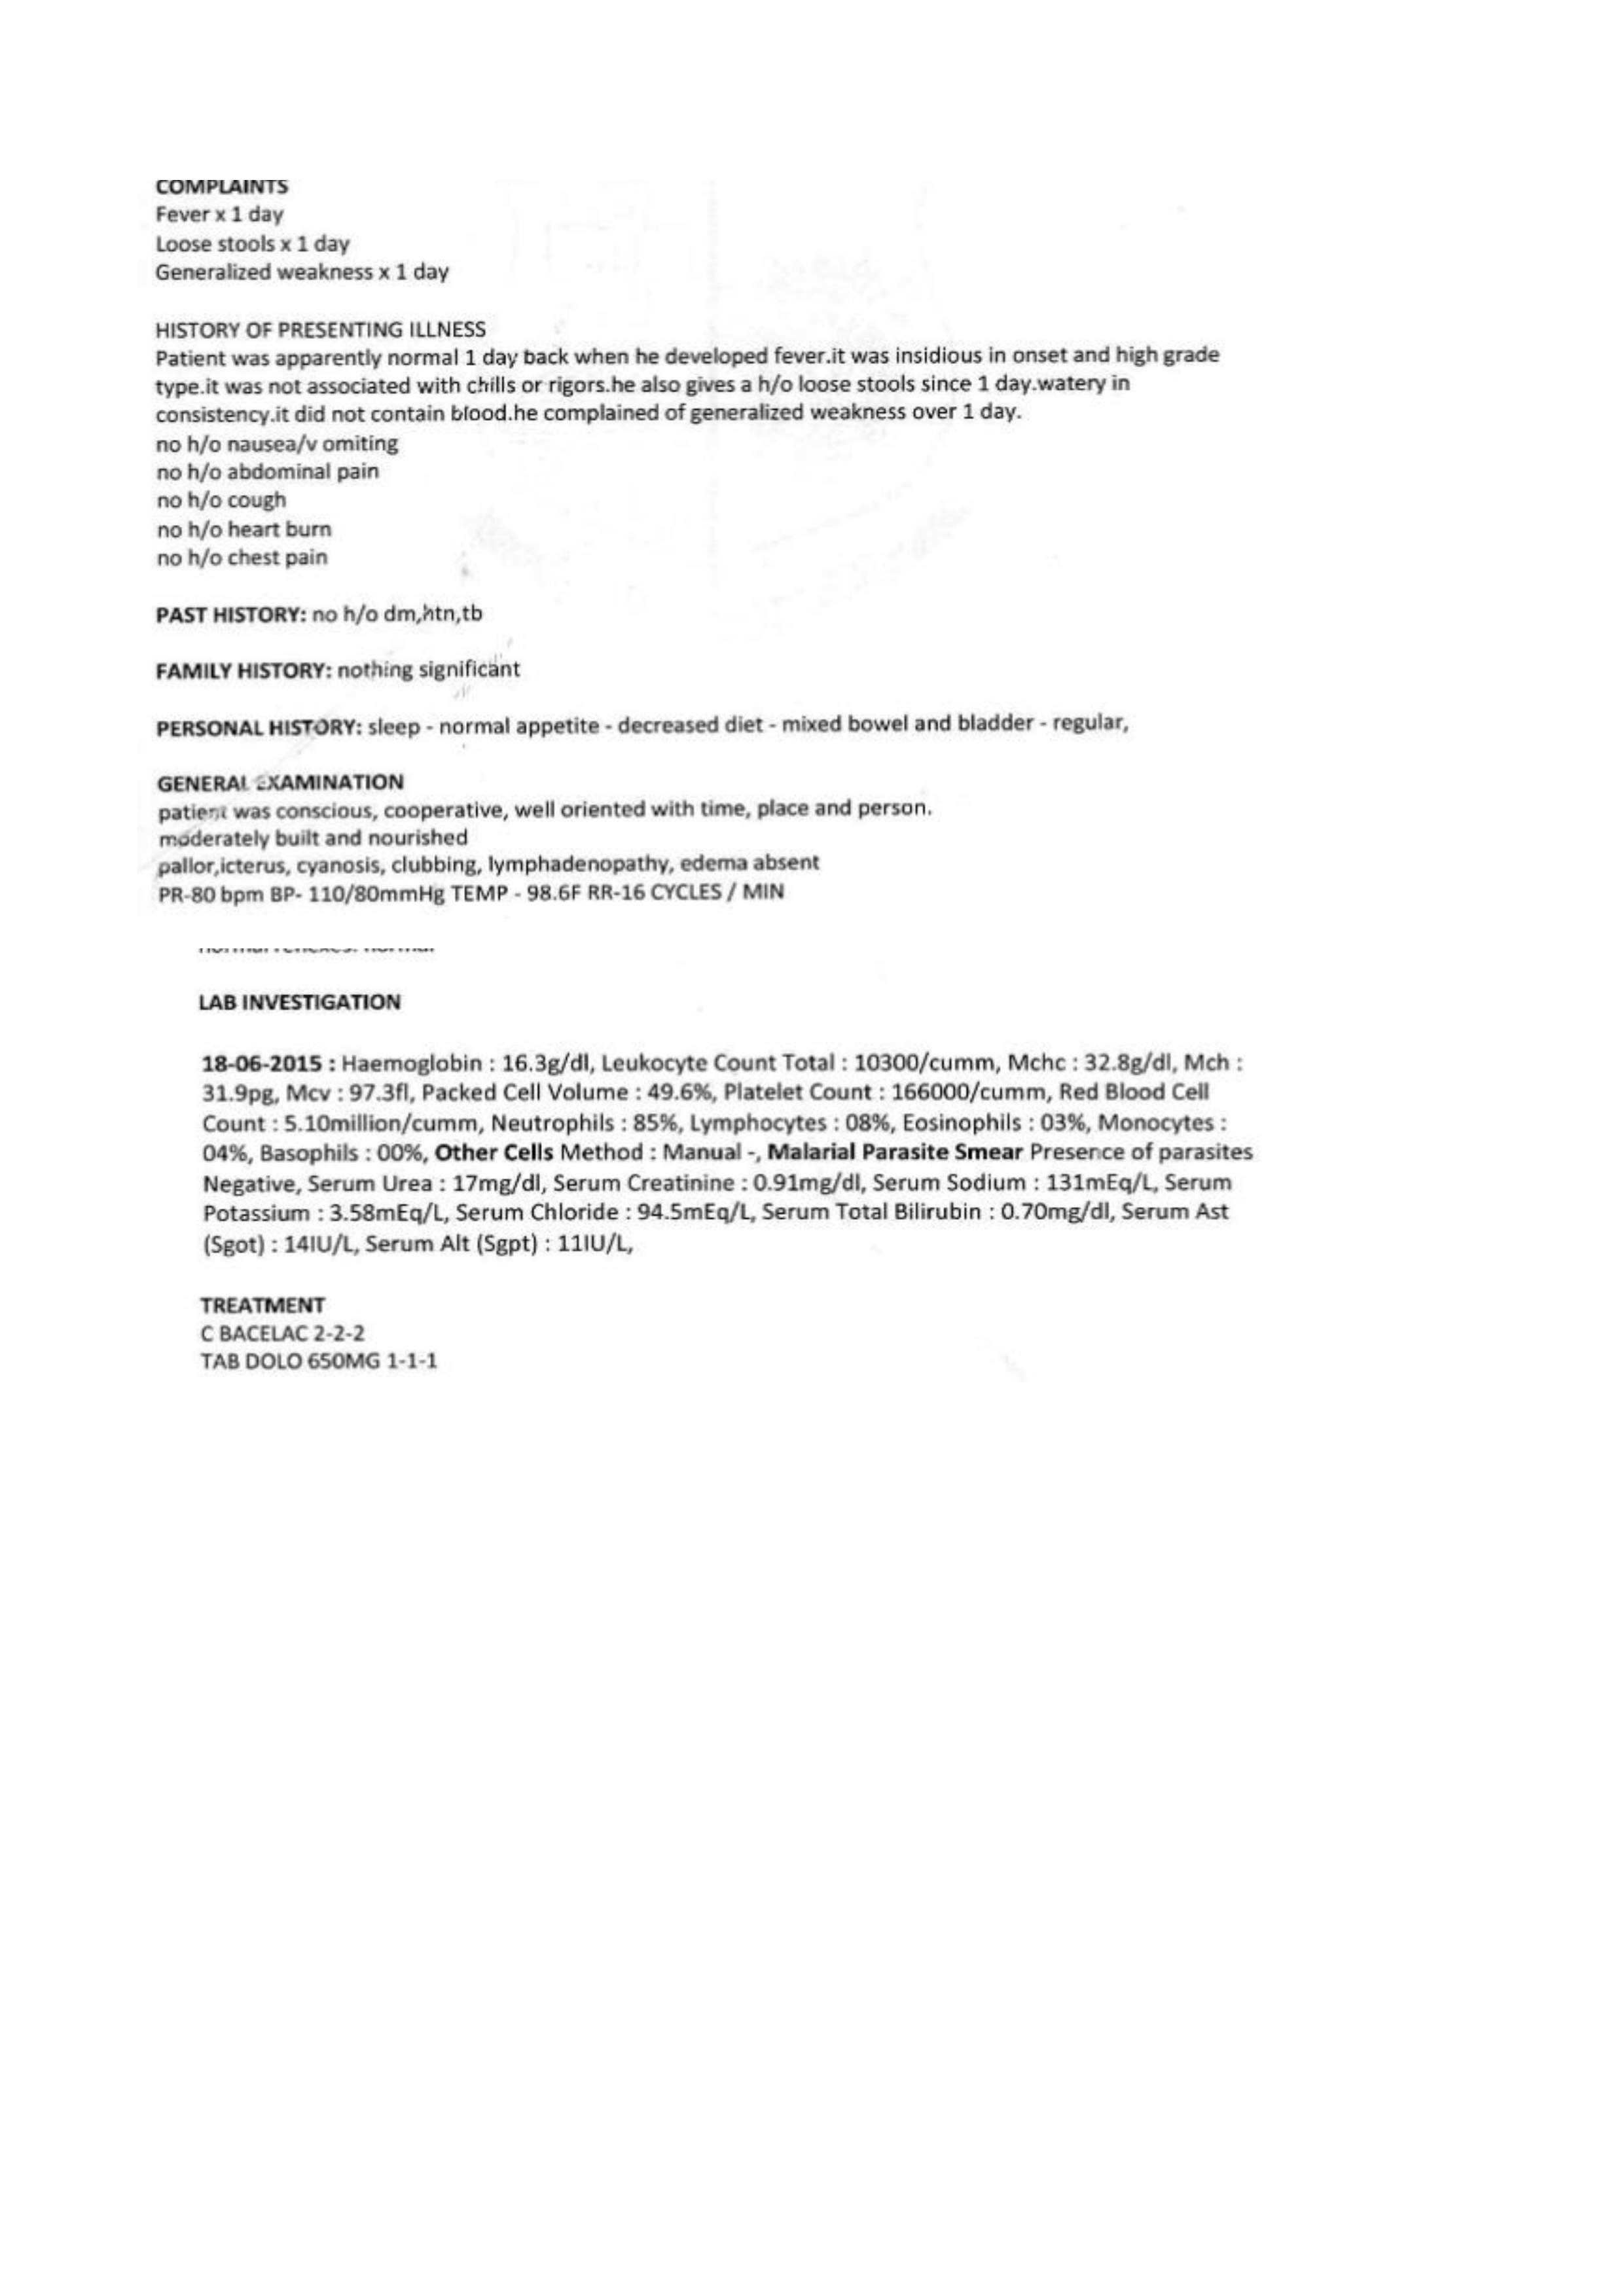 COMPLAINTS
Fever x 1 day
Loose stools x 1 day
Generalized weakness x 1 day
HISTORY OF PRESENTING ILLNESS
Patient was apparently normal 1 day back when he developed fever.it was insidious in onset and high grade
type.it was not associated with chills or rigors.he also gives a h/o loose stools since 1 day.watery in
consistency.it did not contain blood.he complained of generalized weakness over 1 day.
no h/o nausea/v omiting
no h/o abdominal pain
no h/o cough
no h/o heart burn
no h/o chest pain
PAST HISTORY: no h/o dm,htn,tb
FAMILY HISTORY: nothing significant
PERSONAL HISTORY: sleep - normal appetite - decreased diet - mixed bowel and bladder - regular,
GENERAL EXAMINATION
patient was conscious, cooperative, well oriented with time, place and person.
moderately built and nourished
pallor,icterus, cyanosis, clubbing, lymphadenopathy, edema absent
PR-80 bpm BP- 110/80mmHg TEMP - 98.6F RR-16 CYCLES / MIN
LAB INVESTIGATION
18-06-2015 : Haemoglobin : 16.3g/dl, Leukocyte Count Total : 10300/cumm, Mchc : 32.8g/dl, Mch :
31.9pg, Mcv : 97.3fl, Packed Cell Volume : 49.6%, Platelet Count : 166000/cumm, Red Blood Cell
Count : 5.10million/cumm, Neutrophils : 85%, Lymphocytes : 08%, Eosinophils : 03%, Monocytes :
04%, Basophils : 00%, Other Cells Method : Manual -, Malarial Parasite Smear Presence of parasites
Negative, Serum Urea : 17mg/dl, Serum Creatinine : 0.91mg/dl, Serum Sodium : 131mEq/L, Serum
Potassium : 3.58mEq/L, Serum Chloride : 94.5mEq/L, Serum Total Bilirubin : 0.70mg/dl, Serum Ast
(Sgot) : 14IU/L, Serum Alt (Sgpt) : 11IU/L,
TREATMENT
C BACELAC 2-2-2
TAB DOLO 650MG 1-1-1